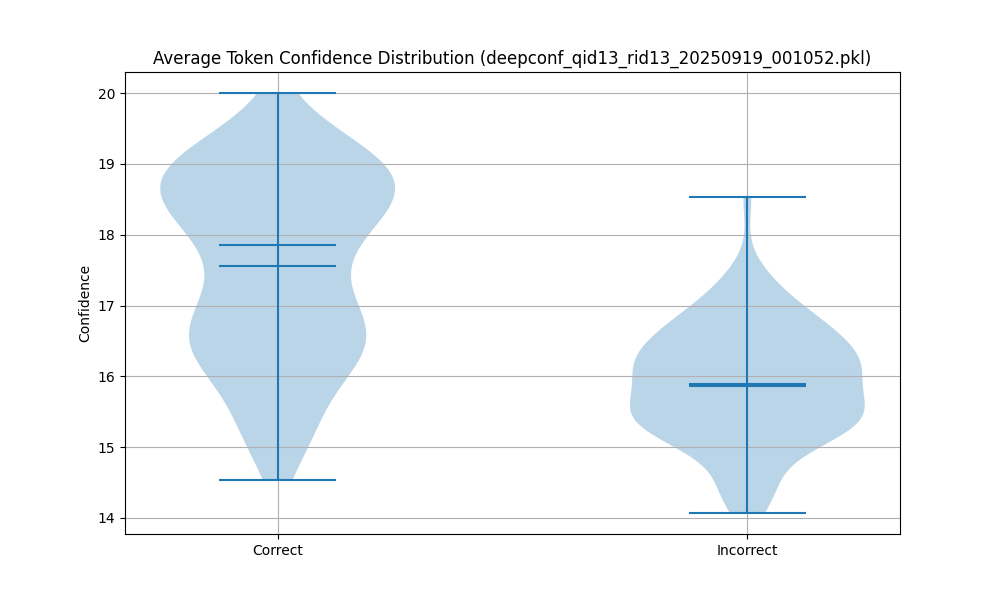 Average Token Confidence Distribution (deepconf_qid13_rid13_20250919_001052.pkl)
Confidence
20
19
18
17
16
15
14
Correct
Incorrect